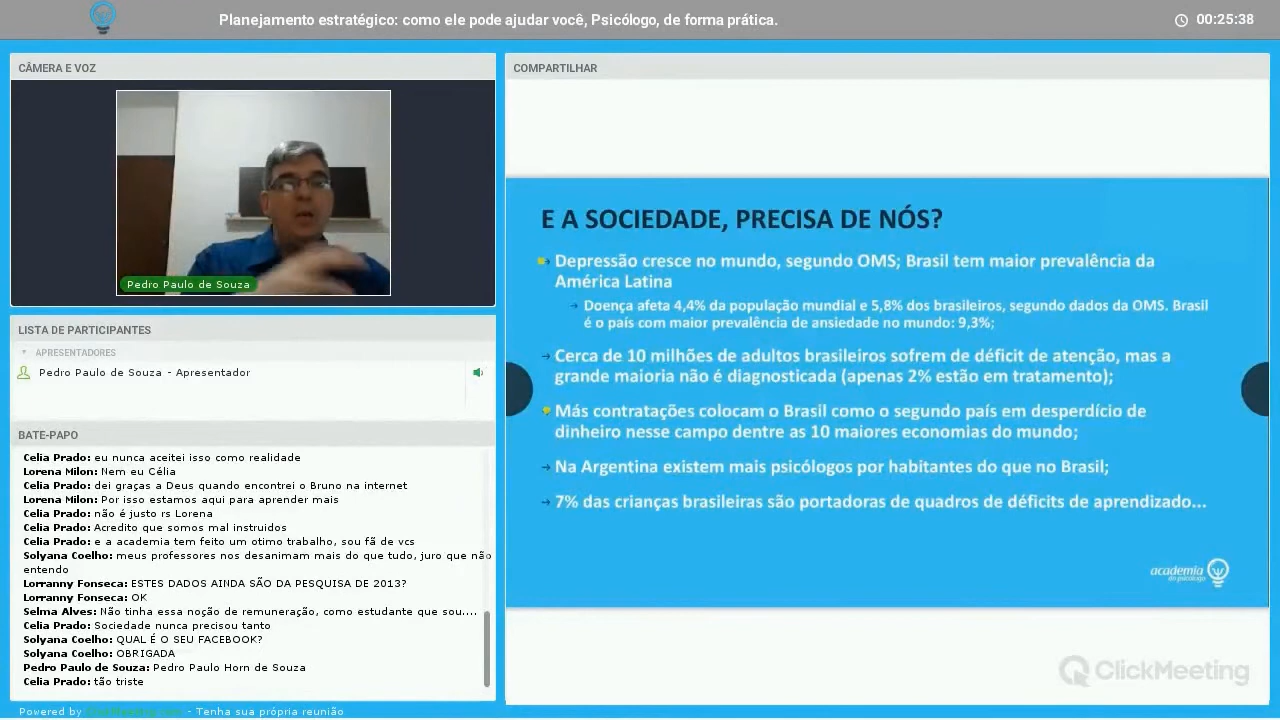 Planejamento estratégico: como ele pode ajudar você, Psicólogo, de forma prática.
00:25:38
CÂMERA E VOZ
Pedro Paulo de Souza
LISTA DE PARTICIPANTES
APRESENTADORES
Pedro Paulo de Souza - Apresentador
BATE-PAPO
Celia Prado: eu nunca aceitei isso como realidade
Lorena Milon: Nem eu Célia
Celia Prado: dei graças a Deus quando encontrei o Bruno na internet
Lorena Milon: Por isso estamos aqui para aprender mais
Celia Prado: não é justo rs Lorena
Celia Prado: Acredito que somos mal instruidos
Celia Prado: e a academia tem feito um otimo trabalho, sou fã de vcs
Solyana Coelho: meus professores nos desanimam mais do que tudo, juro que não
entendo
Lorranny Fonseca: ESTES DADOS AINDA SÃO DA PESQUISA DE 2013?
Lorranny Fonseca: OK
Selma Alves: Não tinha essa noção de remuneração, como estudante que sou....
Celia Prado: Sociedade nunca precisou tanto
Solyana Coelho: QUAL É O SEU FACEBOOK?
Solyana Coelho: OBRIGADA
Pedro Paulo de Souza: Pedro Paulo Horn de Souza
Celia Prado: tão triste
Powered by ClickMeeting.com - Tenha sua própria reunião
COMPARTILHAR
E A SOCIEDADE, PRECISA DE NÓS?
Depressão cresce no mundo, segundo OMS; Brasil tem maior prevalência da
América Latina
Doença afeta 4,4% da população mundial e 5,8% dos brasileiros, segundo dados da OMS. Brasil
é o país com maior prevalência de ansiedade no mundo: 9,3%;
Cerca de 10 milhões de adultos brasileiros sofrem de déficit de atenção, mas a
grande maioria não é diagnosticada (apenas 2% estão em tratamento);
Más contratações colocam o Brasil como o segundo país em desperdício de
dinheiro nesse campo dentre as 10 maiores economias do mundo;
Na Argentina existem mais psicólogos por habitantes do que no Brasil;
7% das crianças brasileiras são portadoras de quadros de déficits de aprendizado...
academia
do psicólogo
ClickMeeting